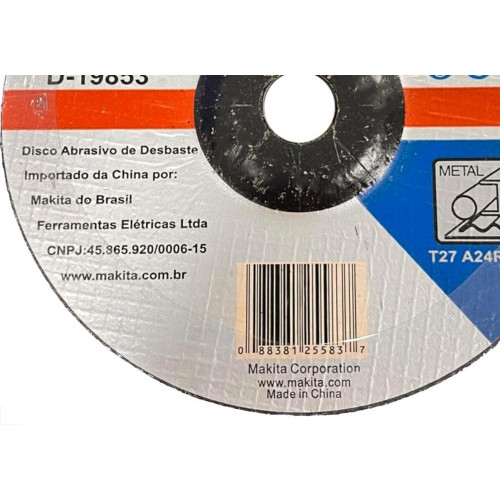 D-19853
Disco Abrasivo de Desbaste
Importado da China por:
Makita do Brasil
Ferramentas Elétricas Ltda
CNPJ:45.865.920/0006-15
www.makita.com.br
METAL
T27 A24R
0 88381 25583 7
Makita Corporation
www.makita.com
Made in China